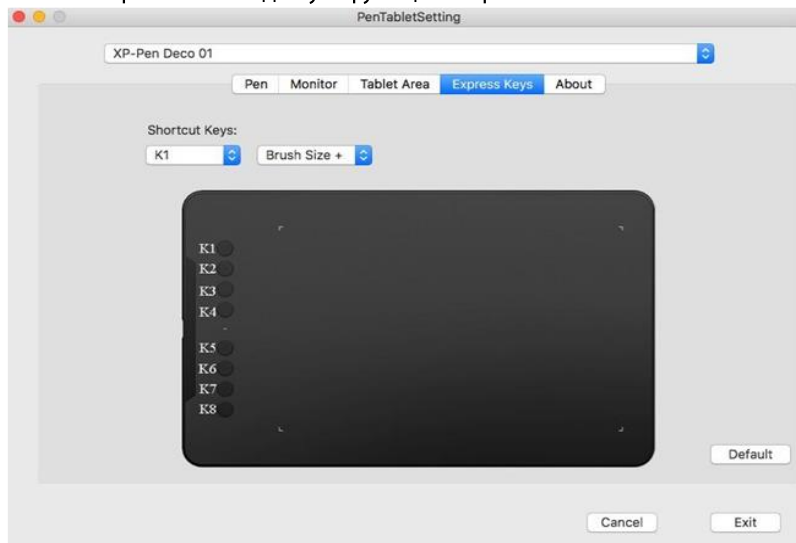 PenTabletSetting
XP-Pen Deco 01
Pen Monitor Tablet Area Express Keys About
Shortcut Keys:
K1 Brush Size +
K1
K2
K3
K4
K5
K6
K7
K8
Default
Cancel Exit